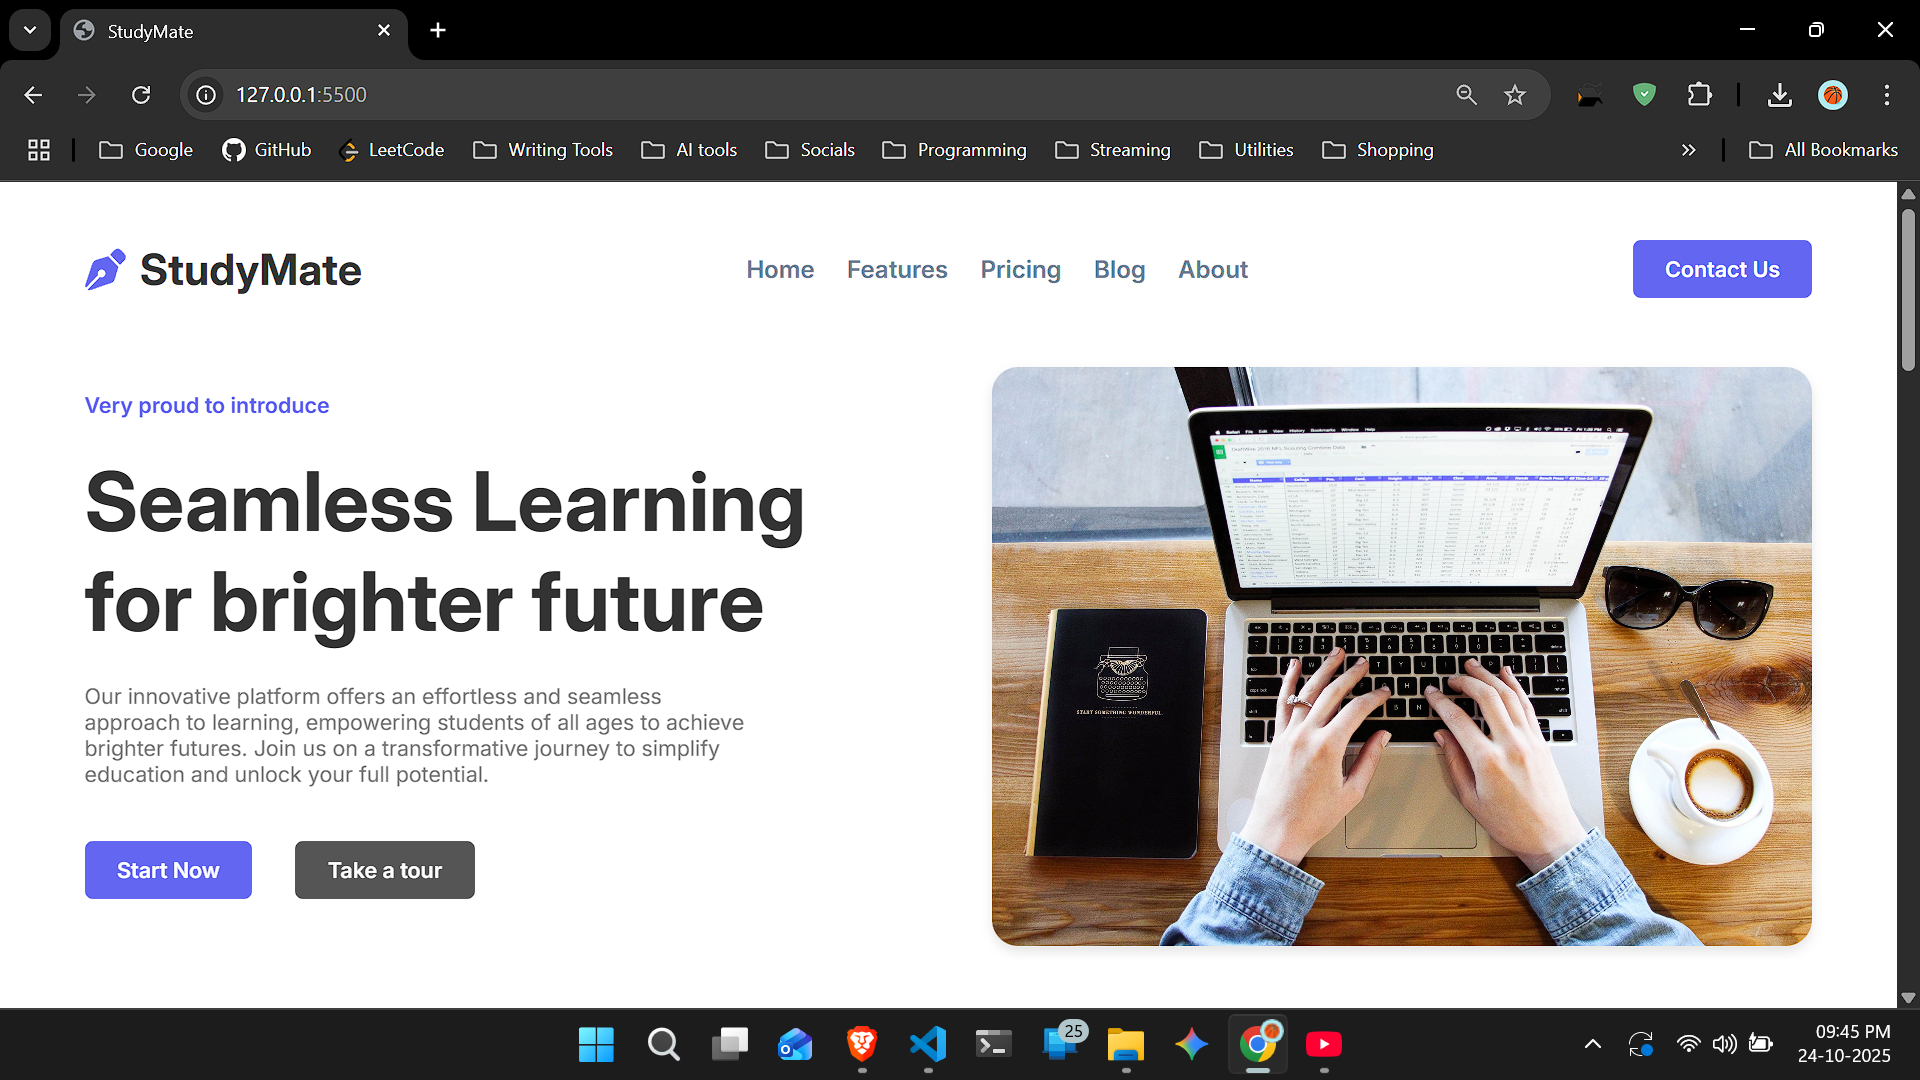 StudyMate
127.0.0.1:5500
Google
GitHub
LeetCode
Writing Tools
AI tools
Socials
Programming
Streaming
Utilities
Shopping
All Bookmarks
StudyMate
Home
Features
Pricing
Blog
About
Contact Us
Very proud to introduce
Seamless Learning
for brighter future
Our innovative platform offers an effortless and seamless
approach to learning, empowering students of all ages to achieve
brighter futures. Join us on a transformative journey to simplify
education and unlock your full potential.
Start Now
Take a tour
START SOMETHING WONDERFUL
25
09:45 PM
24-10-2025